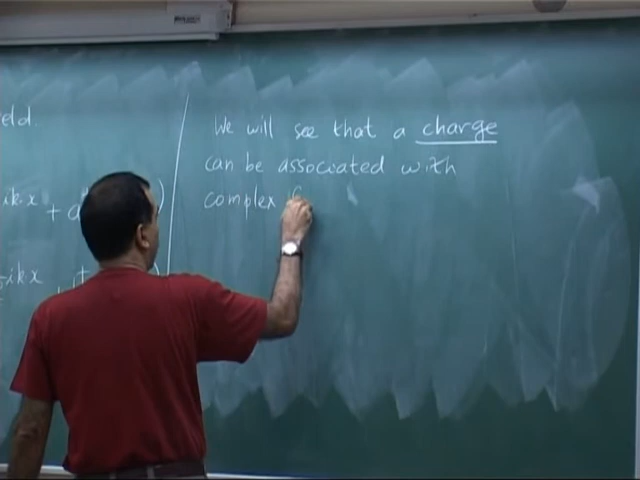 eld.
We will see that a charge
can be associated with
complex
ikx
+ a
ikx